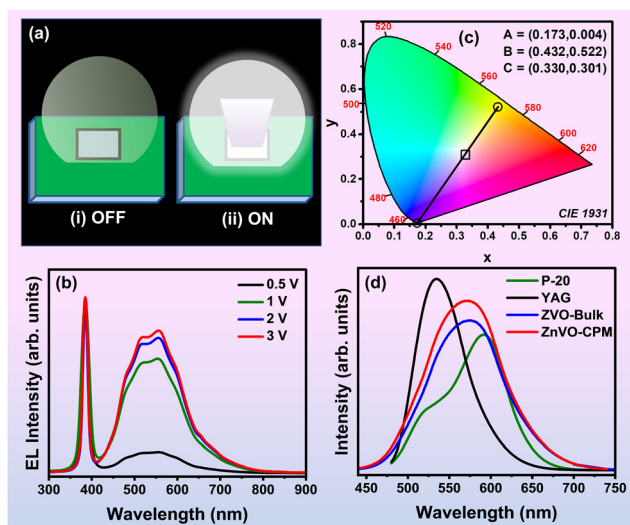 (a)
(i) OFF
(ii) ON
(c)
A = (0.173,0.004)
B = (0.432,0.522)
C = (0.330,0.301)
520
540
560
500
580
600
620
480
460
CIE 1931
0.8
0.6
0.4
0.2
0.0
y
0.0 0.1 0.2 0.3 0.4 0.5 0.6 0.7 0.8
x
(b)
0.5 V
1 V
2 V
3 V
EL Intensity (arb. units)
300 400 500 600 700 800 900
Wavelength (nm)
(d)
P-20
YAG
ZVO-Bulk
ZnVO-CPM
Intensity (arb. units)
450 500 550 600 650 700 750
Wavelength (nm)